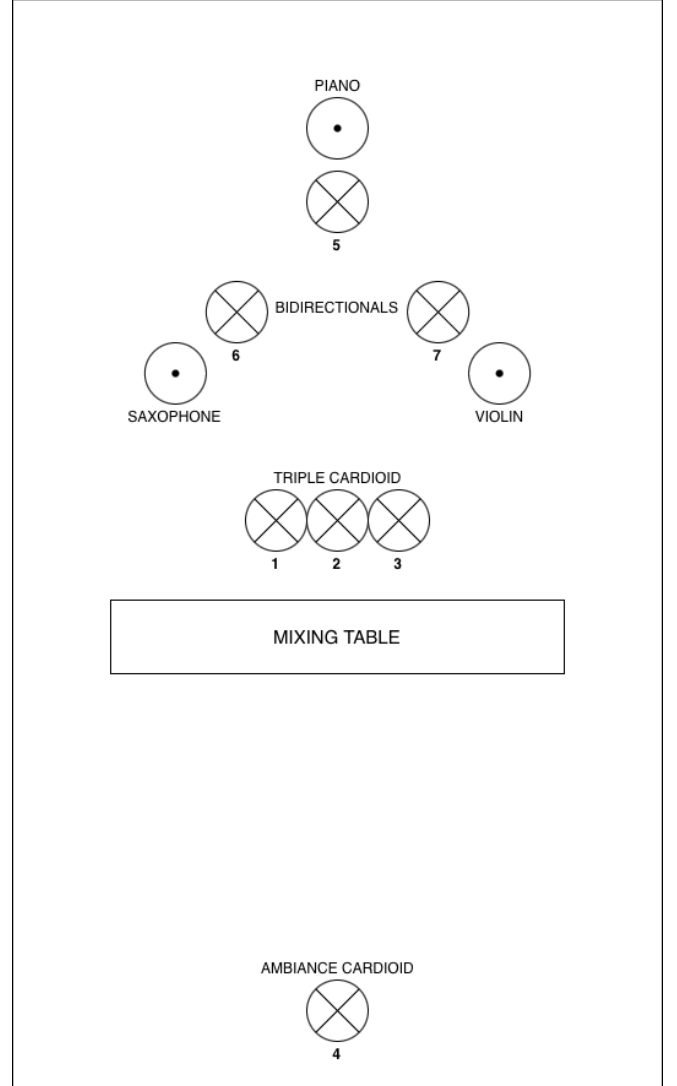 PIANO
5
BIDIRECTIONALS
6
7
SAXOPHONE
VIOLIN
TRIPLE CARDIOID
1
2
3
MIXING TABLE
AMBIANCE CARDIOID
4